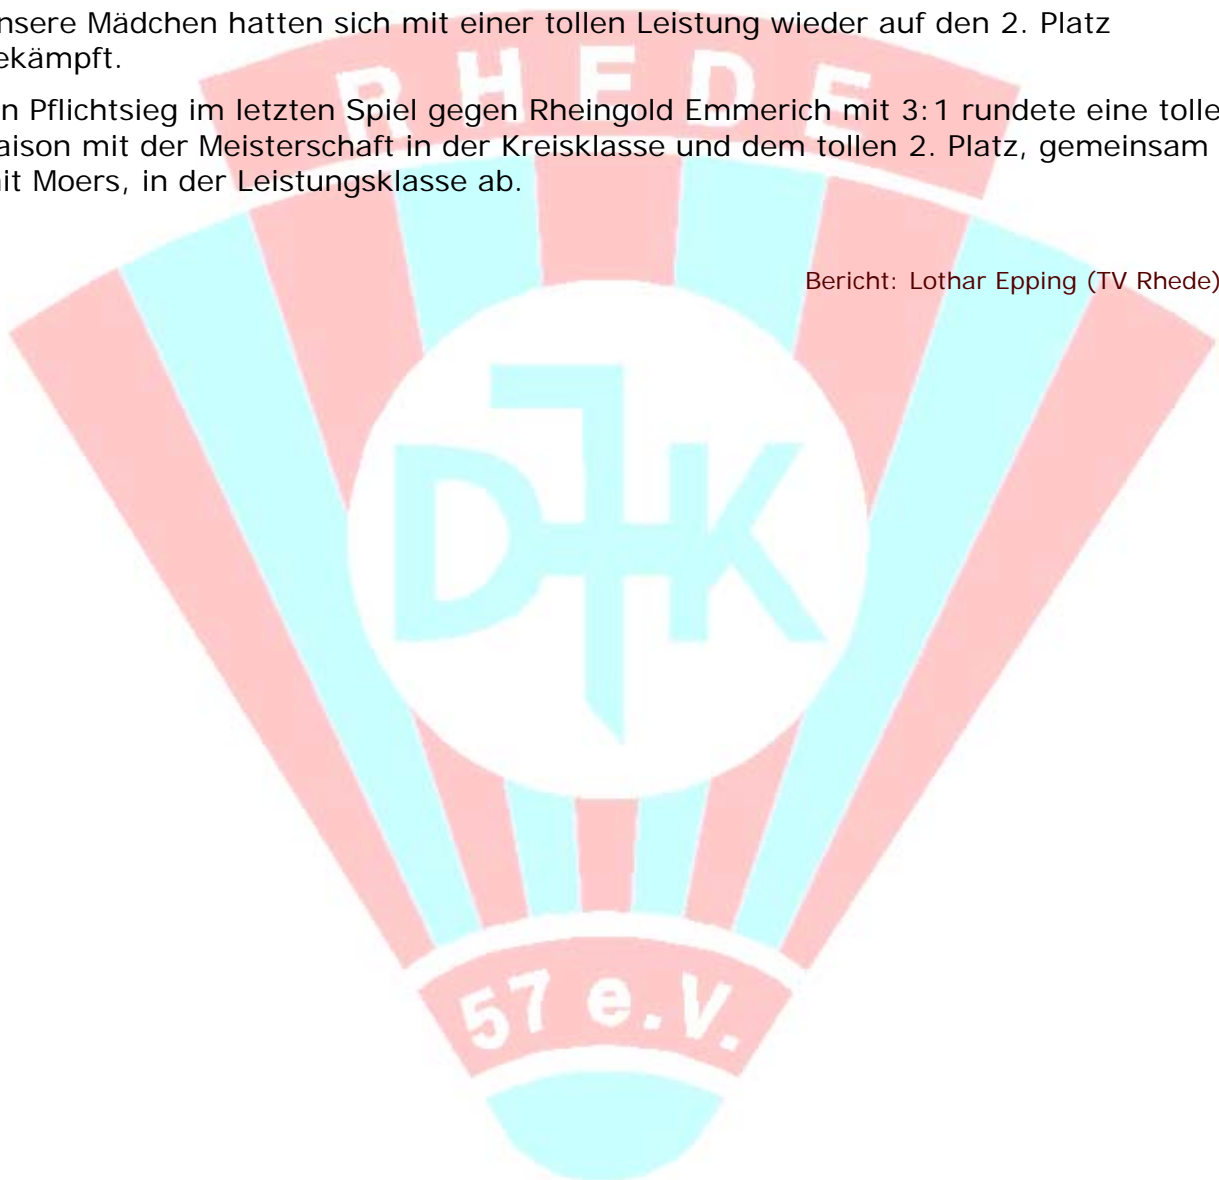 nsere Mädchen hatten sich mit einer tollen Leistung wieder auf den 2. Platz
ekämpft.
n Pflichtsieg im letzten Spiel gegen Rheingold Emmerich mit 3:1 rundete eine tolle
aison mit der Meisterschaft in der Kreisklasse und dem tollen 2. Platz, gemeinsam
it Moers, in der Leistungsklasse ab.
Bericht: Lothar Epping (TV Rhede)
RHEDE
DJK
57 e.V.